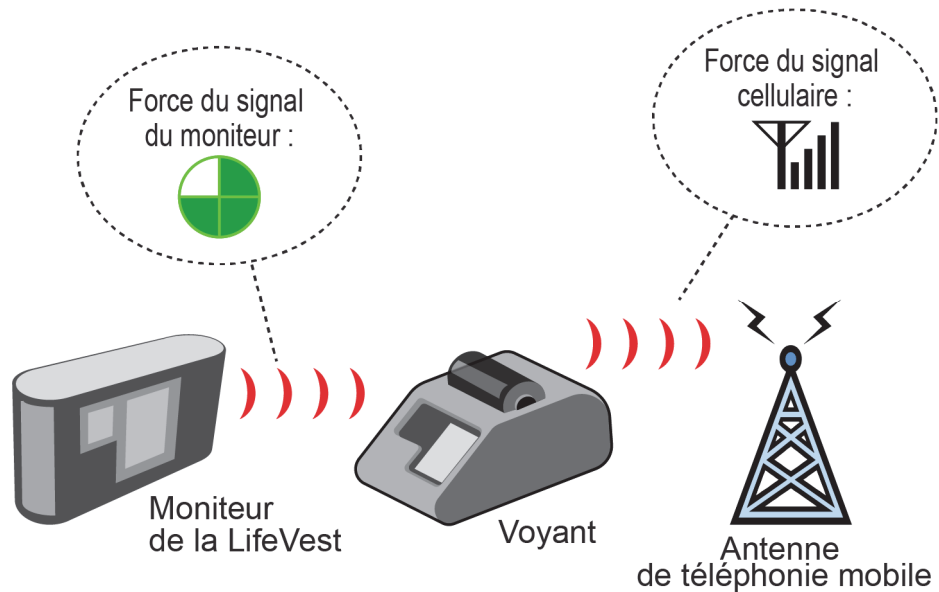 Force du signal
du moniteur :
Force du signal
cellulaire :
Moniteur
de la LifeVest
Voyant
Antenne
de téléphonie mobile